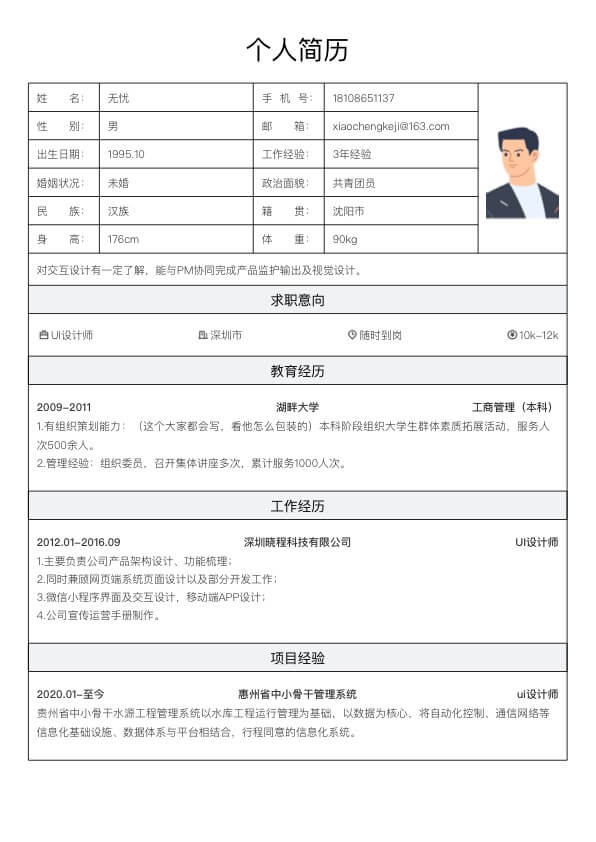 个人简历
姓 名： 无忧 手 机 号： 18108651137
性 别： 男 邮 箱： xiaochengkeji@163.com
出生日期： 1995.10 工作经验： 3年经验
婚姻状况： 未婚 政治面貌： 共青团员
民 族： 汉族 籍 贯： 沈阳市
身 高： 176cm 体 重： 90kg
对交互设计有一定了解，能与PM协同完成产品监护输出及视觉设计。
求职意向
UI设计师 深圳市 随时到岗 10k-12k
教育经历
2009-2011 湖畔大学 工商管理（本科）
1.有组织策划能力：（这个大家都会写，看他怎么包装的）本科阶段组织大学生群体素质拓展活动，服务人
次500余人。
2.管理经验：组织委员，召开集体讲座多次，累计服务1000人次。
工作经历
2012.01-2016.09 深圳晓程科技有限公司 UI设计师
1.主要负责公司产品架构设计、功能梳理；
2.同时兼顾网页端系统页面设计以及部分开发工作；
3.微信小程序界面及交互设计，移动端APP设计；
4.公司宣传运营手册制作。
项目经验
2020.01-至今 惠州省中小骨干管理系统 ui设计师
贵州省中小骨干水源工程管理系统以水库工程运行管理为基础，以数据为核心，将自动化控制、通信网络等
信息化基础设施、数据体系与平台相结合，行程同意的信息化系统。